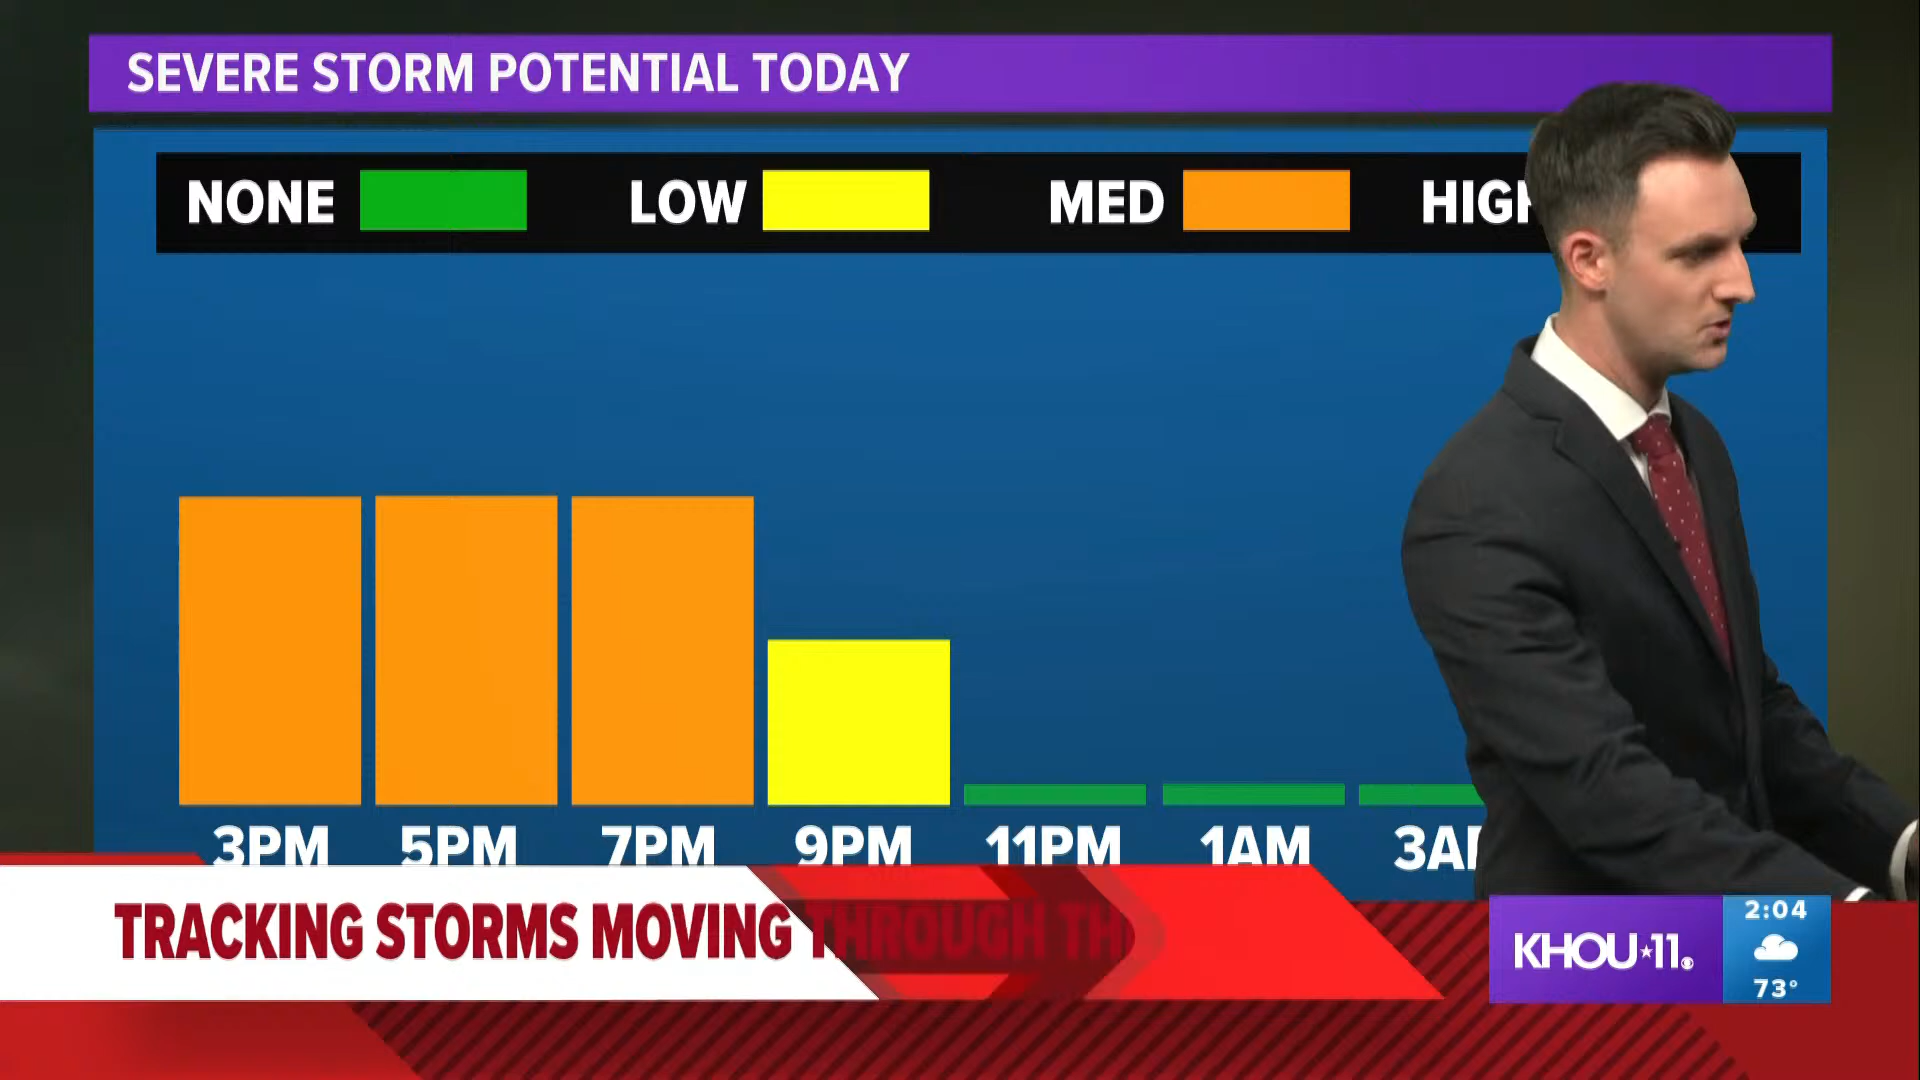 SEVERE STORM POTENTIAL TODAY
NONE LOW MED
3PM 5PM 7PM 9PM 11PM 1AM
TRACKING STORMS MOVING THROUGH
KHOU★11
2:04
73°